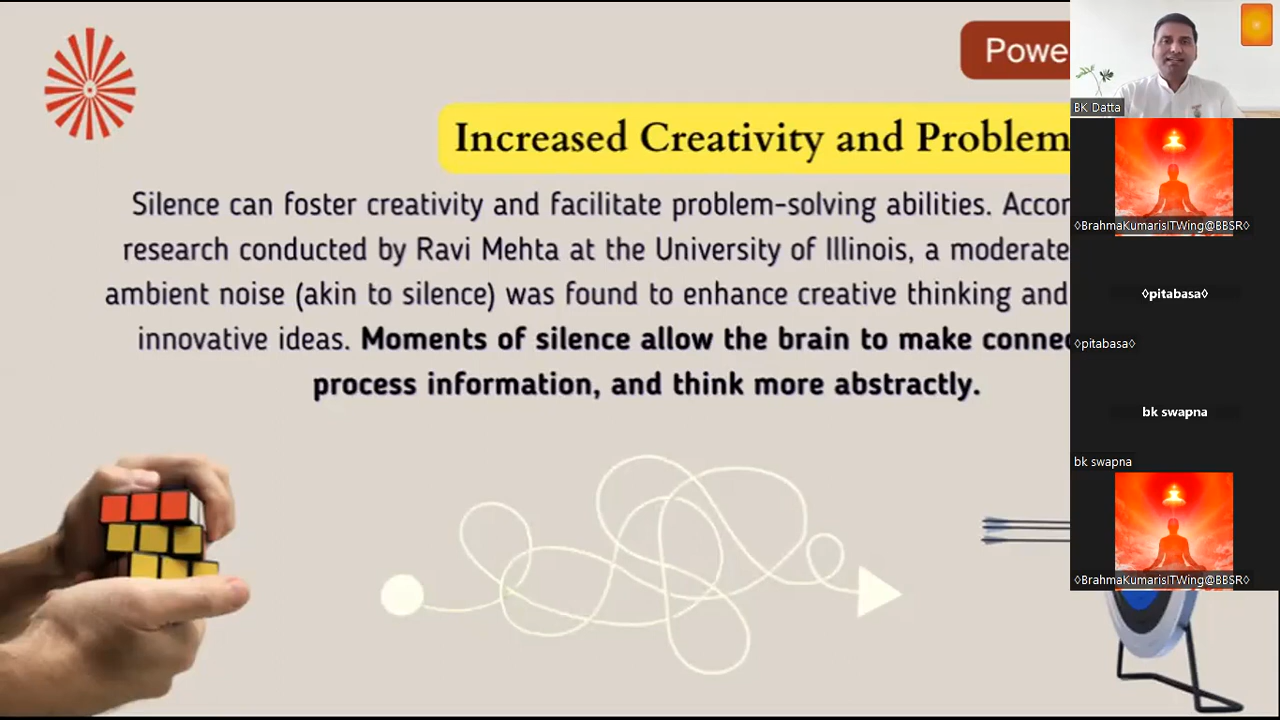 Powe
Increased Creativity and Problem
Silence can foster creativity and facilitate problem-solving abilities. Accor
research conducted by Ravi Mehta at the University of Illinois, a moderate
ambient noise (akin to silence) was found to enhance creative thinking and
innovative ideas. Moments of silence allow the brain to make connec
process information, and think more abstractly.
BK Datta
◊BrahmaKumarisITWing@BBSR◊
◊pitabasa◊
◊pitabasa◊
bk swapna
bk swapna
◊BrahmaKumarisITWing@BBSR◊